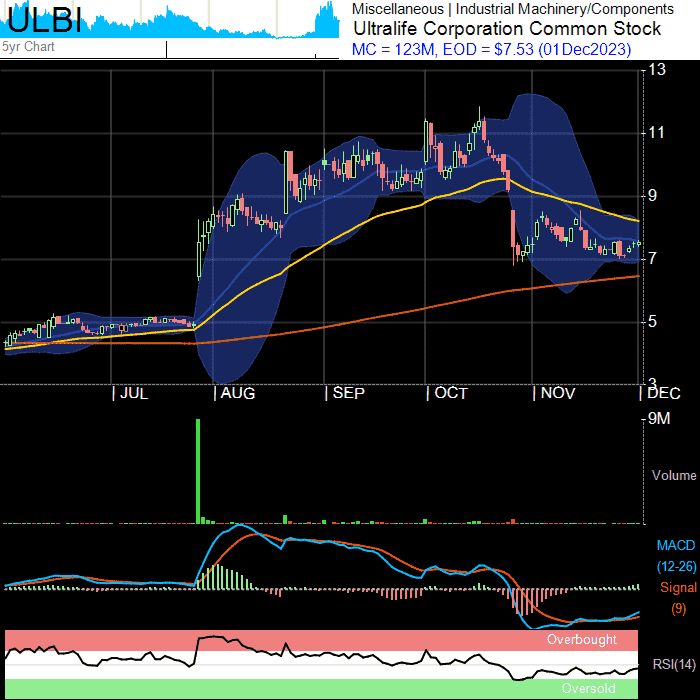 ULBI
5yr Chart
Miscellaneous | Industrial Machinery/Components
Ultralife Corporation Common Stock
MC = 123M, EOD = $7.53 (01Dec2023)
13
11
9
7
5
3
| JUL
| AUG
| SEP
| OCT
| NOV
| DEC
9M
Volume
MACD
(12-26)
Signal
(9)
Overbought
RSI(14)
Oversold